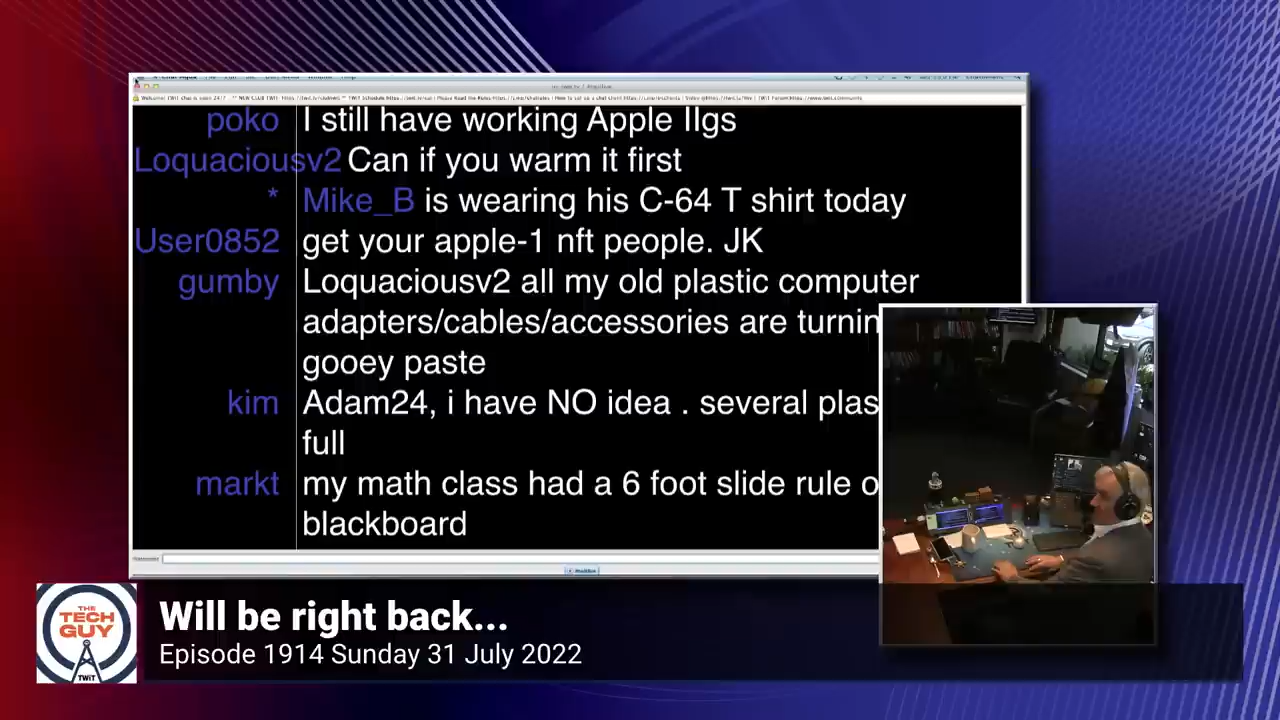 poko I still have working Apple IIgs
Loquaciousv2 Can if you warm it first
* Mike_B is wearing his C-64 T shirt today
User0852 get your apple-1 nft people. JK
gumby Loquaciousv2 all my old plastic computer
adapters/cables/accessories are turnin
gooey paste
kim Adam24, i have NO idea . several plas
full
markt my math class had a 6 foot slide rule o
blackboard
THE
TECH
GUY
TWiT
Will be right back...
Episode 1914 Sunday 31 July 2022